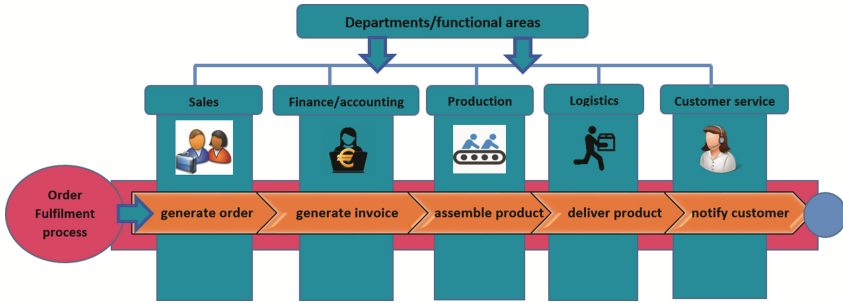 Departments/functional areas
Sales
Finance/accounting
Production
Logistics
Customer service
Order
Fulfilment
process
generate order
generate invoice
assemble product
deliver product
notify customer